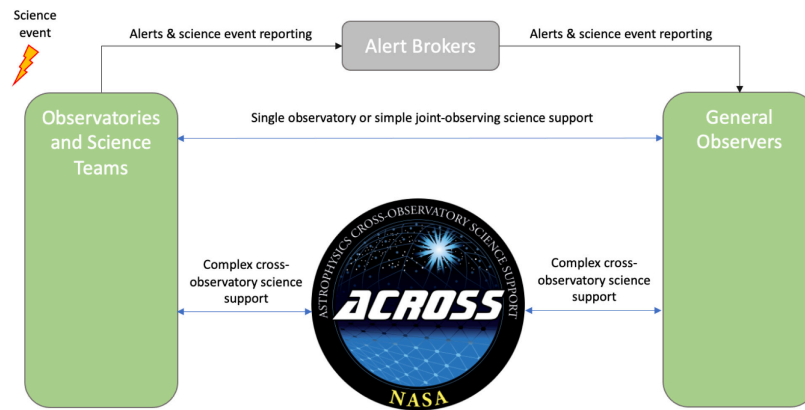 Science
event
Alerts & science event reporting
Alert Brokers
Alerts & science event reporting
Observatories
and Science
Teams
Single observatory or simple joint-observing science support
General
Observers
Complex cross-
observatory science
support
ASTROPHYSICS CROSS-OBSERVATORY SCIENCE SUPPORT
ACROSS
NASA
Complex cross-
observatory science
support